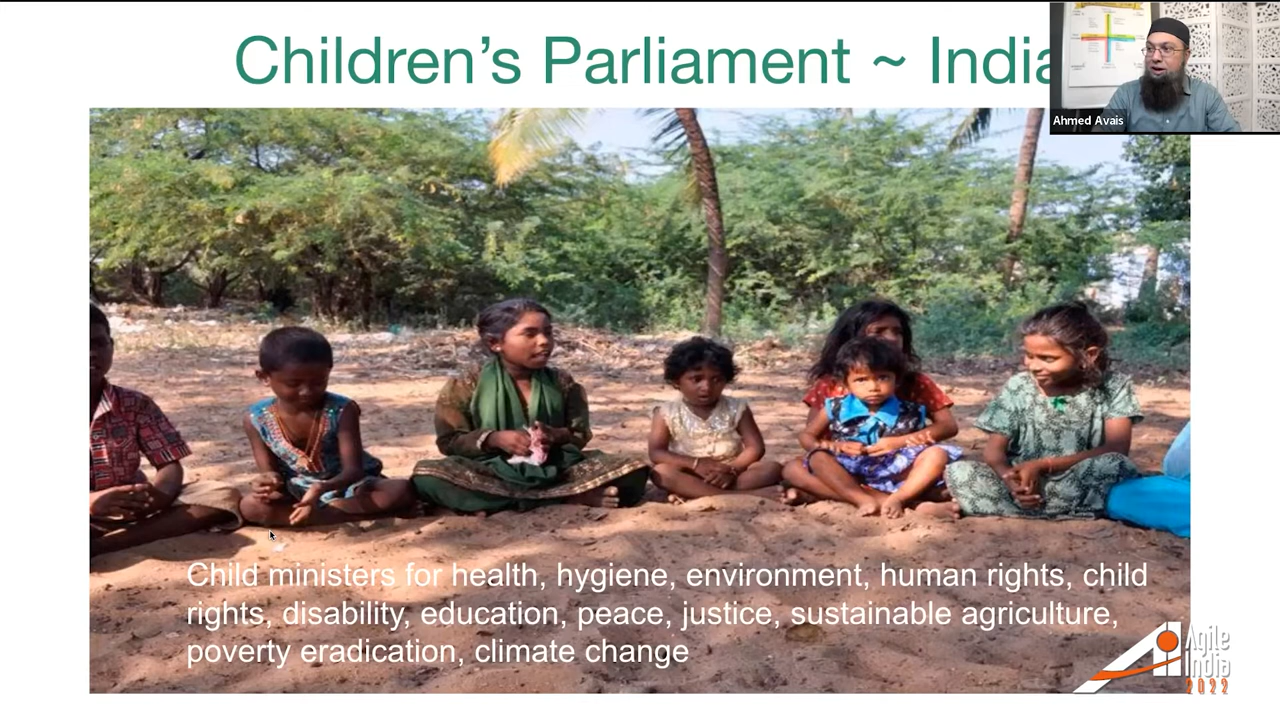 Children's Parliament ~ India
Ahmed Avais
Child ministers for health, hygiene, environment, human rights, child
rights, disability, education, peace, justice, sustainable agriculture,
poverty eradication, climate change
Agile
India
2022